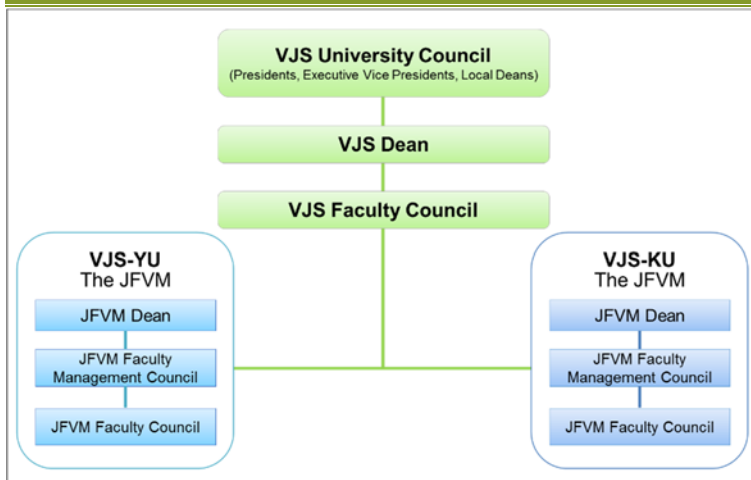 VJS University Council
(Presidents, Executive Vice Presidents, Local Deans)
VJS Dean
VJS Faculty Council
VJS-YU
The JFVM
JFVM Dean
JFVM Faculty
Management Council
JFVM Faculty Council
VJS-KU
The JFVM
JFVM Dean
JFVM Faculty
Management Council
JFVM Faculty Council